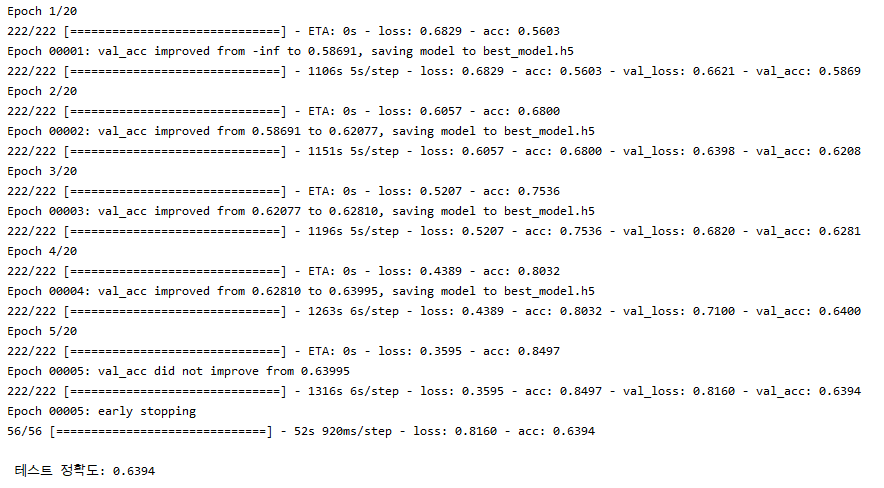 Epoch 1/20
222/222 [==============================] - ETA: 0s - loss: 0.6829 - acc: 0.5603
Epoch 00001: val_acc improved from -inf to 0.58691, saving model to best_model.h5
222/222 [==============================] - 1106s 5s/step - loss: 0.6829 - acc: 0.5603 - val_loss: 0.6621 - val_acc: 0.5869
Epoch 2/20
222/222 [==============================] - ETA: 0s - loss: 0.6057 - acc: 0.6800
Epoch 00002: val_acc improved from 0.58691 to 0.62077, saving model to best_model.h5
222/222 [==============================] - 1151s 5s/step - loss: 0.6057 - acc: 0.6800 - val_loss: 0.6398 - val_acc: 0.6208
Epoch 3/20
222/222 [==============================] - ETA: 0s - loss: 0.5207 - acc: 0.7536
Epoch 00003: val_acc improved from 0.62077 to 0.62810, saving model to best_model.h5
222/222 [==============================] - 1196s 5s/step - loss: 0.5207 - acc: 0.7536 - val_loss: 0.6820 - val_acc: 0.6281
Epoch 4/20
222/222 [==============================] - ETA: 0s - loss: 0.4389 - acc: 0.8032
Epoch 00004: val_acc improved from 0.62810 to 0.63995, saving model to best_model.h5
222/222 [==============================] - 1263s 6s/step - loss: 0.4389 - acc: 0.8032 - val_loss: 0.7100 - val_acc: 0.6400
Epoch 5/20
222/222 [==============================] - ETA: 0s - loss: 0.3595 - acc: 0.8497
Epoch 00005: val_acc did not improve from 0.63995
222/222 [==============================] - 1316s 6s/step - loss: 0.3595 - acc: 0.8497 - val_loss: 0.8160 - val_acc: 0.6394
Epoch 00005: early stopping
56/56 [==============================] - 52s 920ms/step - loss: 0.8160 - acc: 0.6394
테스트 정확도: 0.6394